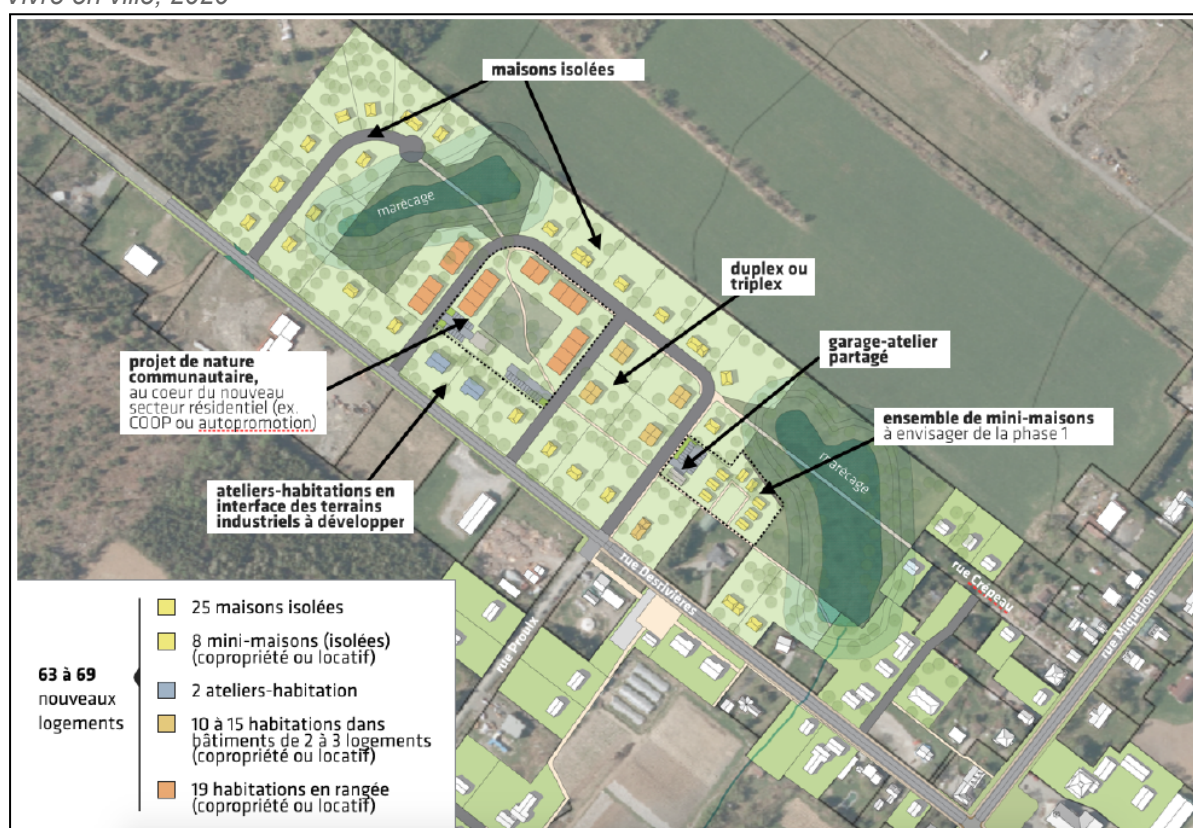 vivre en ville, 2020
maisons isolées
marécage
duplex ou
triplex
garage-atelier
partagé
projet de nature
communautaire,
au coeur du nouveau
secteur résidentiel (ex.
COOP ou autopromotion)
ensemble de mini-maisons
à envisager de la phase 1
marécage
ateliers-habitations en
interface des terrains
industriels à développer
rue Desrivières
rue Crépeau
rue Proulx
rue Miquelon
63 à 69
nouveaux
logements
25 maisons isolées
8 mini-maisons (isolées)
(copropriété ou locatif)
2 ateliers-habitation
10 à 15 habitations dans
bâtiments de 2 à 3 logements
(copropriété ou locatif)
19 habitations en rangée
(copropriété ou locatif)